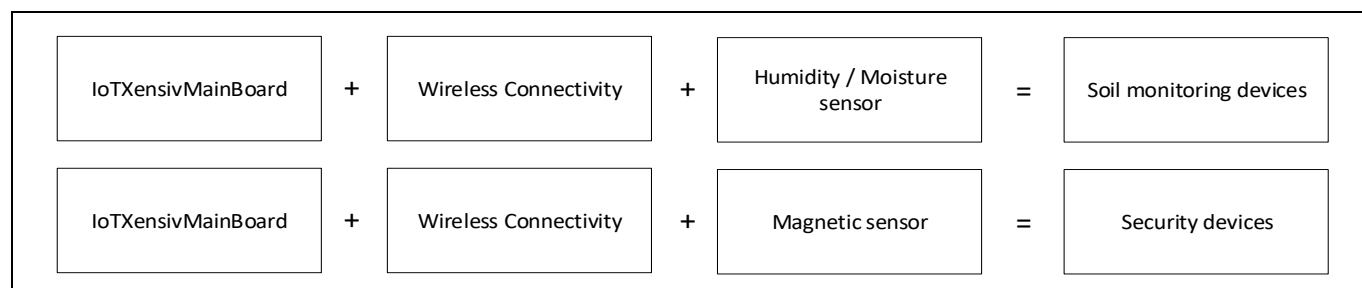 IoTXensivMainBoard + Wireless Connectivity + Humidity / Moisture
sensor = Soil monitoring devices
IoTXensivMainBoard + Wireless Connectivity + Magnetic sensor = Security devices